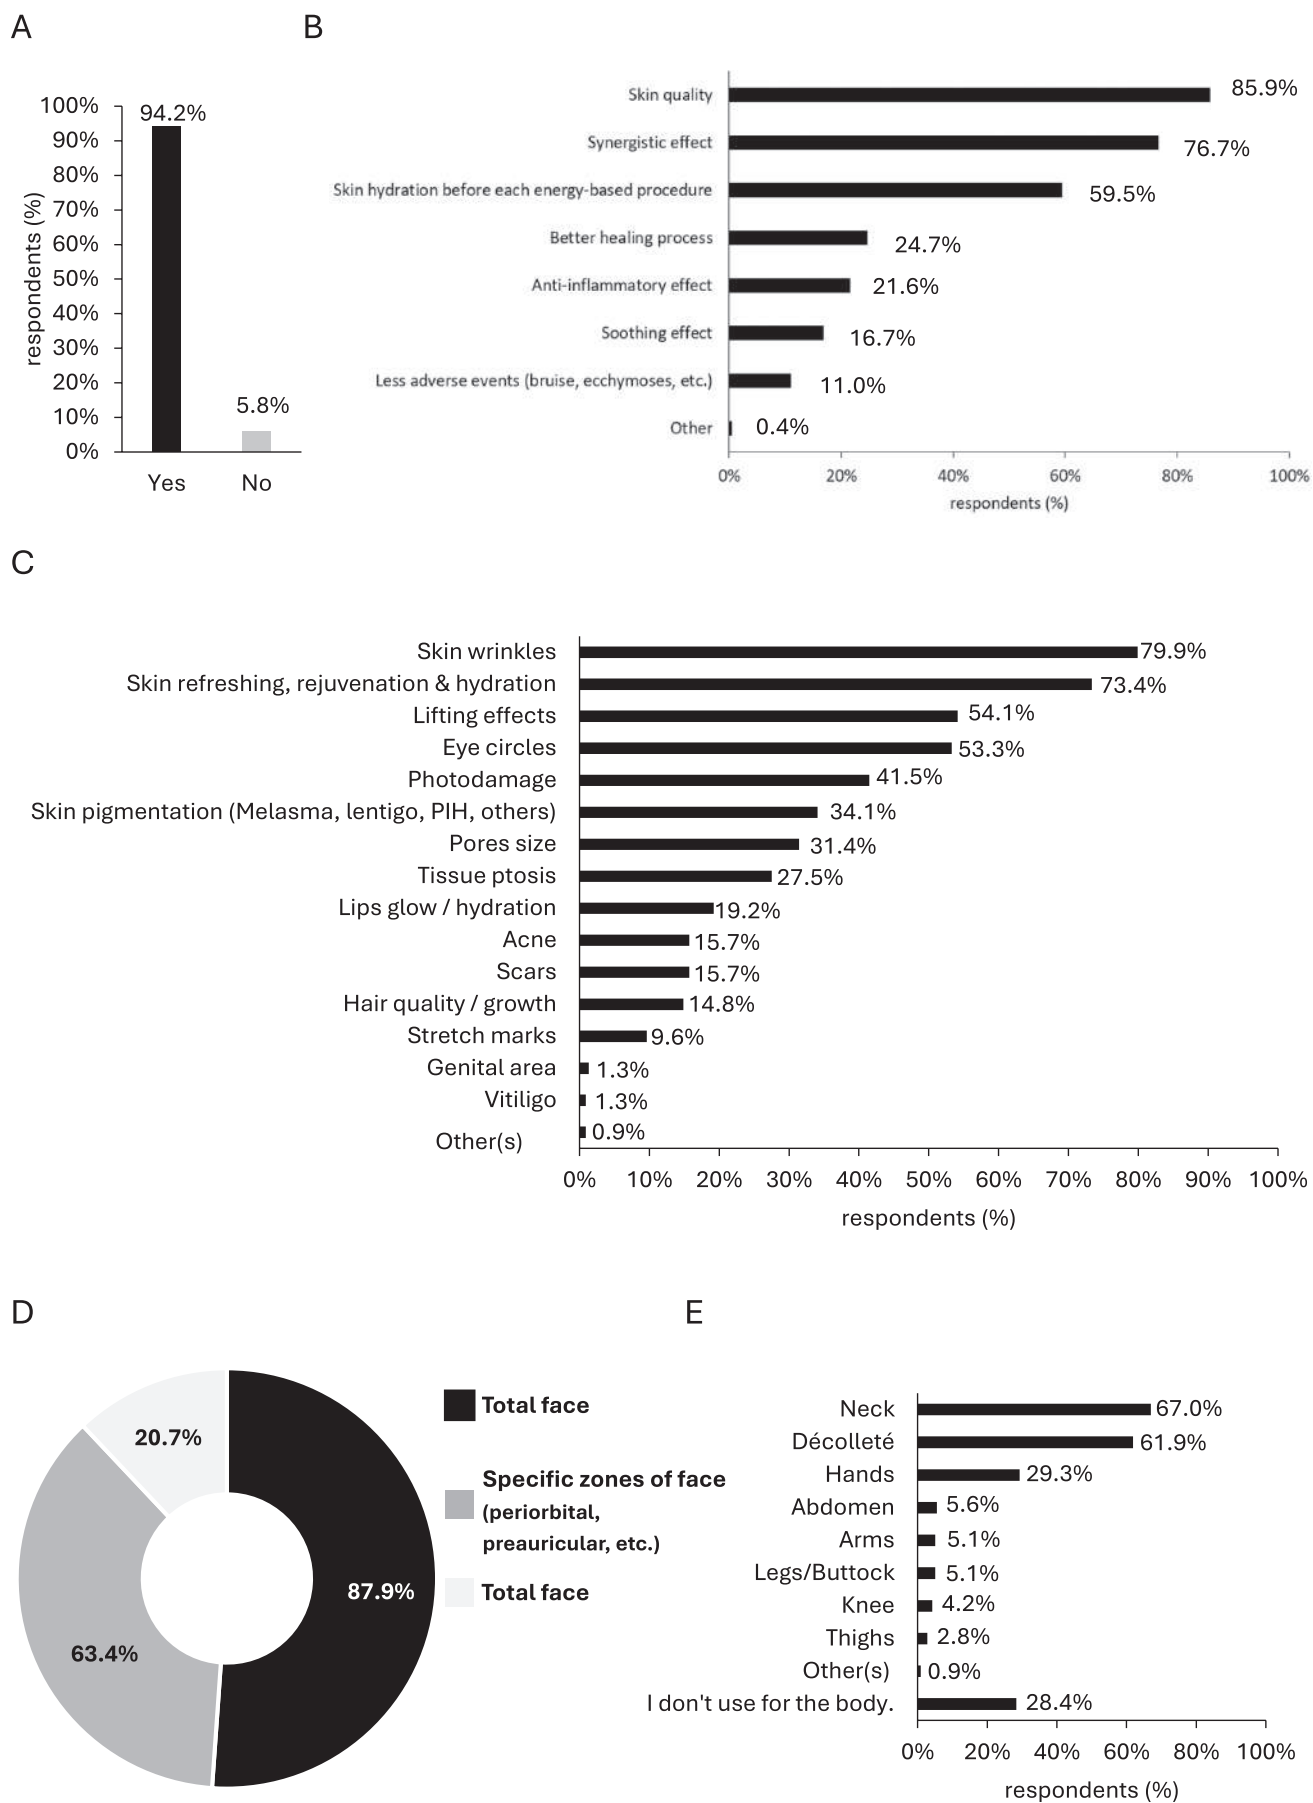 A
B
100%
90%
80%
70%
60%
50%
40%
30%
20%
10%
0%
respondents (%)
94.2%
5.8%
Yes No
Skin quality 85.9%
Synergistic effect 76.7%
Skin hydration before each energy-based procedure 59.5%
Better healing process 24.7%
Anti-inflammatory effect 21.6%
Soothing effect 16.7%
Less adverse events (bruise, ecchymoses, etc.) 11.0%
Other 0.4%
0% 20% 40% 60% 80% 100%
respondents (%)
C
Skin wrinkles 79.9%
Skin refreshing, rejuvenation & hydration 73.4%
Lifting effects 54.1%
Eye circles 53.3%
Photodamage 41.5%
Skin pigmentation (Melasma, lentigo, PIH, others) 34.1%
Pores size 31.4%
Tissue ptosis 27.5%
Lips glow / hydration 19.2%
Acne 15.7%
Scars 15.7%
Hair quality / growth 14.8%
Stretch marks 9.6%
Genital area 1.3%
Vitiligo 1.3%
Other(s) 0.9%
0% 10% 20% 30% 40% 50% 60% 70% 80% 90% 100%
respondents (%)
D
20.7%
87.9%
63.4%
Total face
Specific zones of face
(periorbital,
preauricular, etc.)
Total face
E
Neck 67.0%
Décolleté 61.9%
Hands 29.3%
Abdomen 5.6%
Arms 5.1%
Legs/Buttock 5.1%
Knee 4.2%
Thighs 2.8%
Other(s) 0.9%
I don't use for the body. 28.4%
0% 20% 40% 60% 80% 100%
respondents (%)